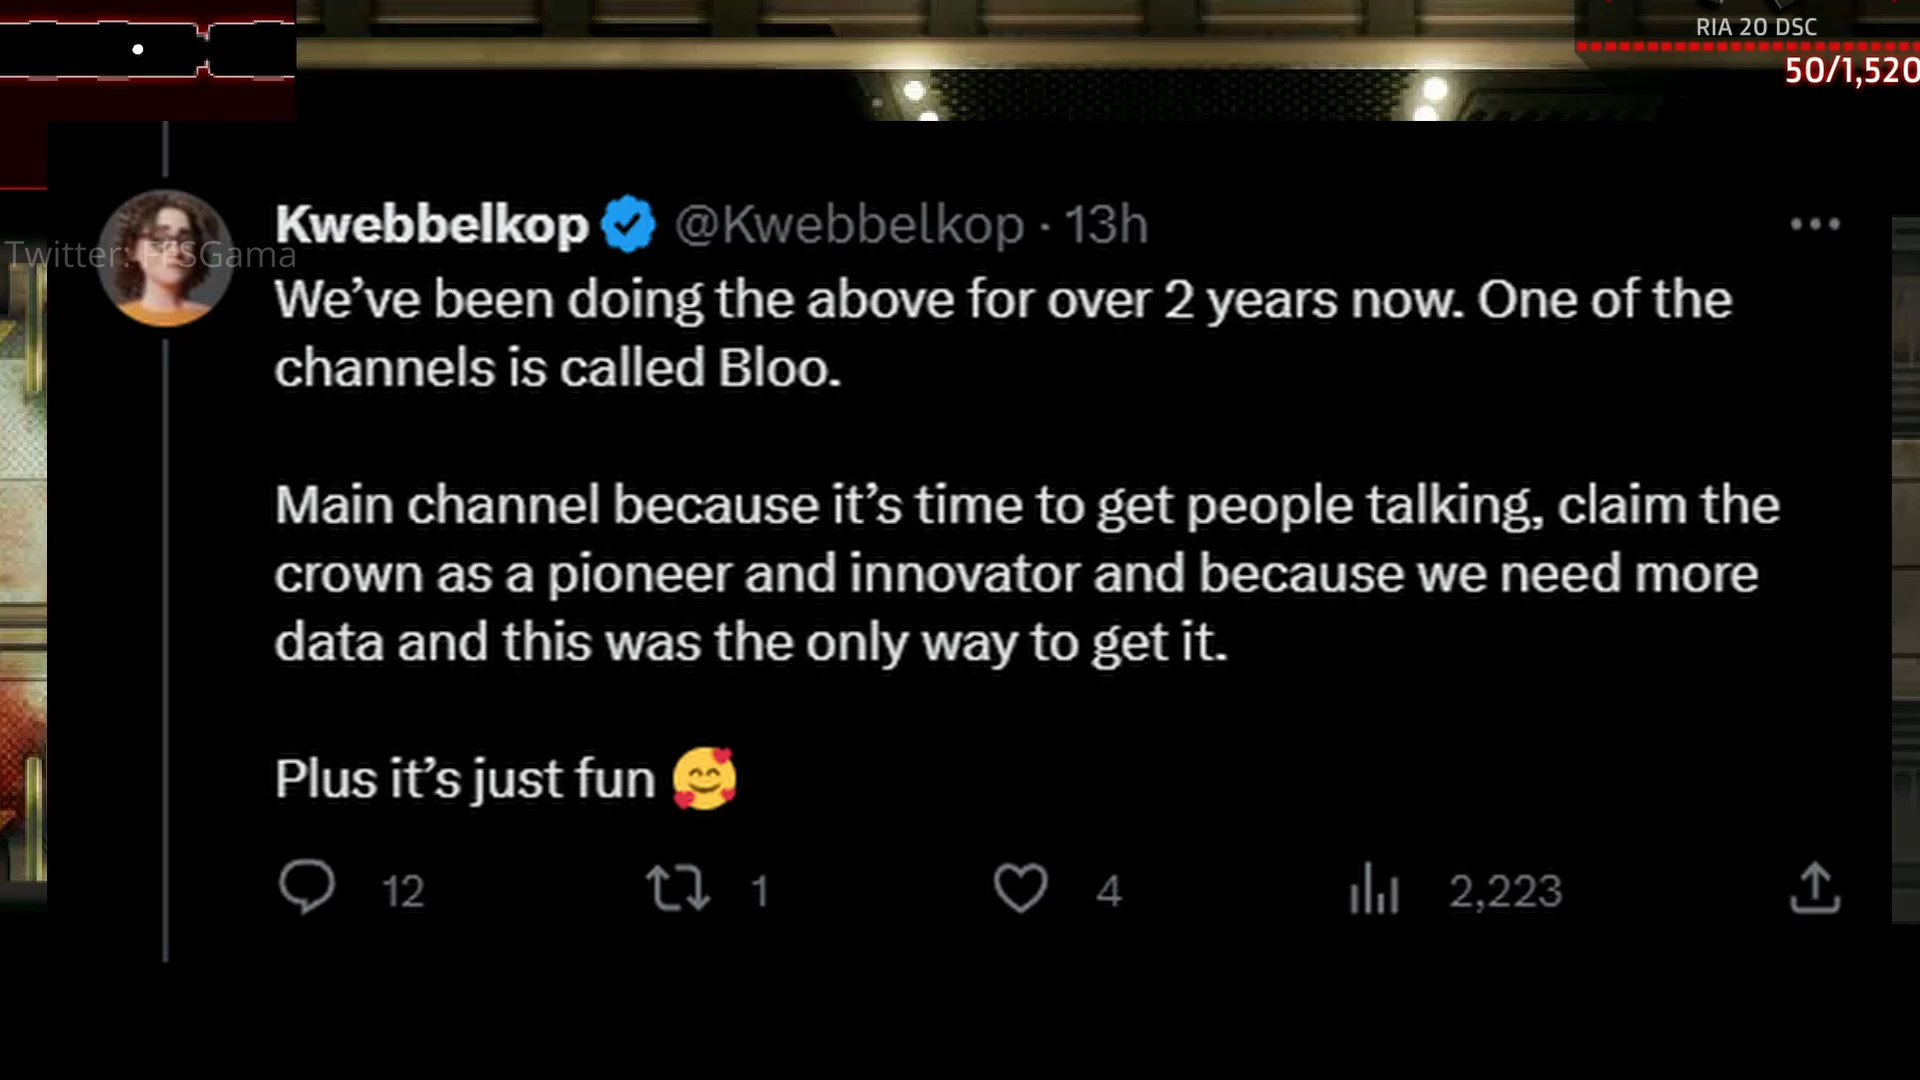 RIA 20 DSC
50/1,520
Kwebbelkop @Kwebbelkop · 13h
We’ve been doing the above for over 2 years now. One of the
channels is called Bloo.
Main channel because it’s time to get people talking, claim the
crown as a pioneer and innovator and because we need more
data and this was the only way to get it.
Plus it’s just fun 🥰
12 1 4 2,223
Twitter: